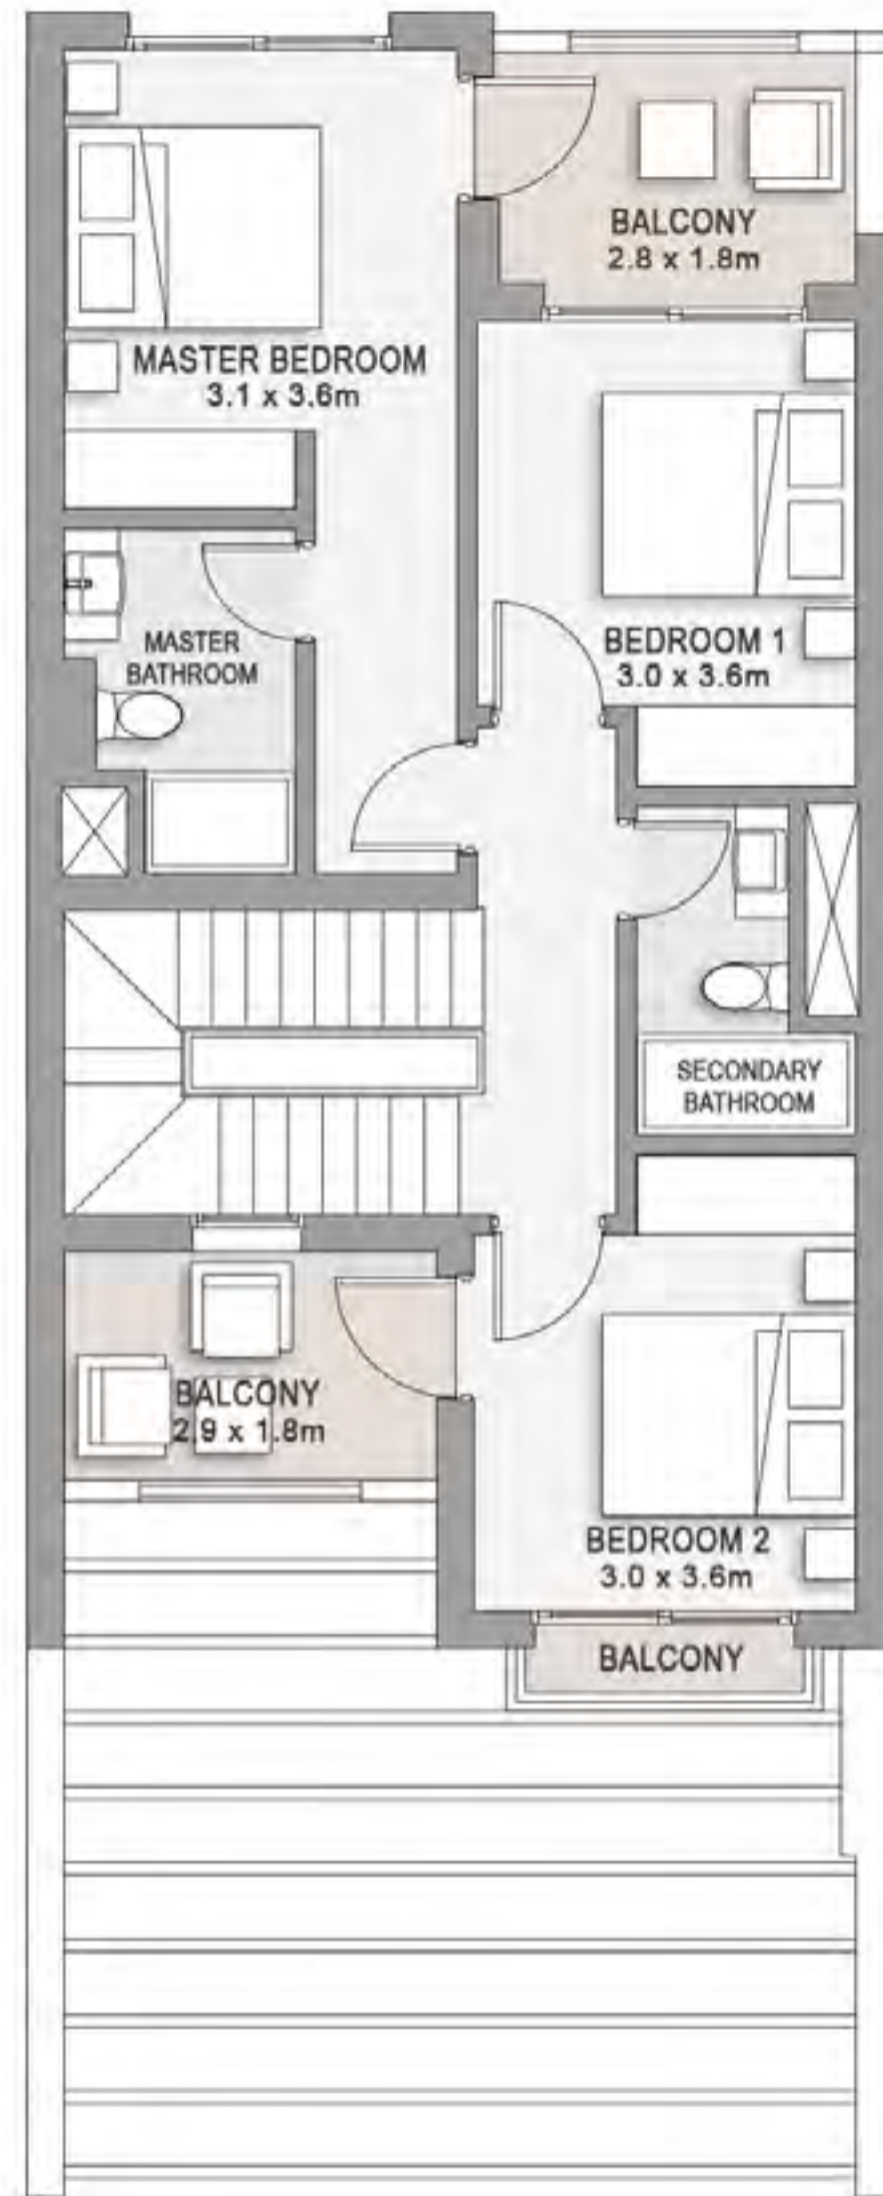 BALCONY
2.8 x 1.8m
MASTER BEDROOM
3.1 x 3.6m
BEDROOM 1
3.0 x 3.6m
MASTER
BATHROOM
SECONDARY
BATHROOM
BALCONY
2.9 x 1.8m
BEDROOM 2
3.0 x 3.6m
BALCONY